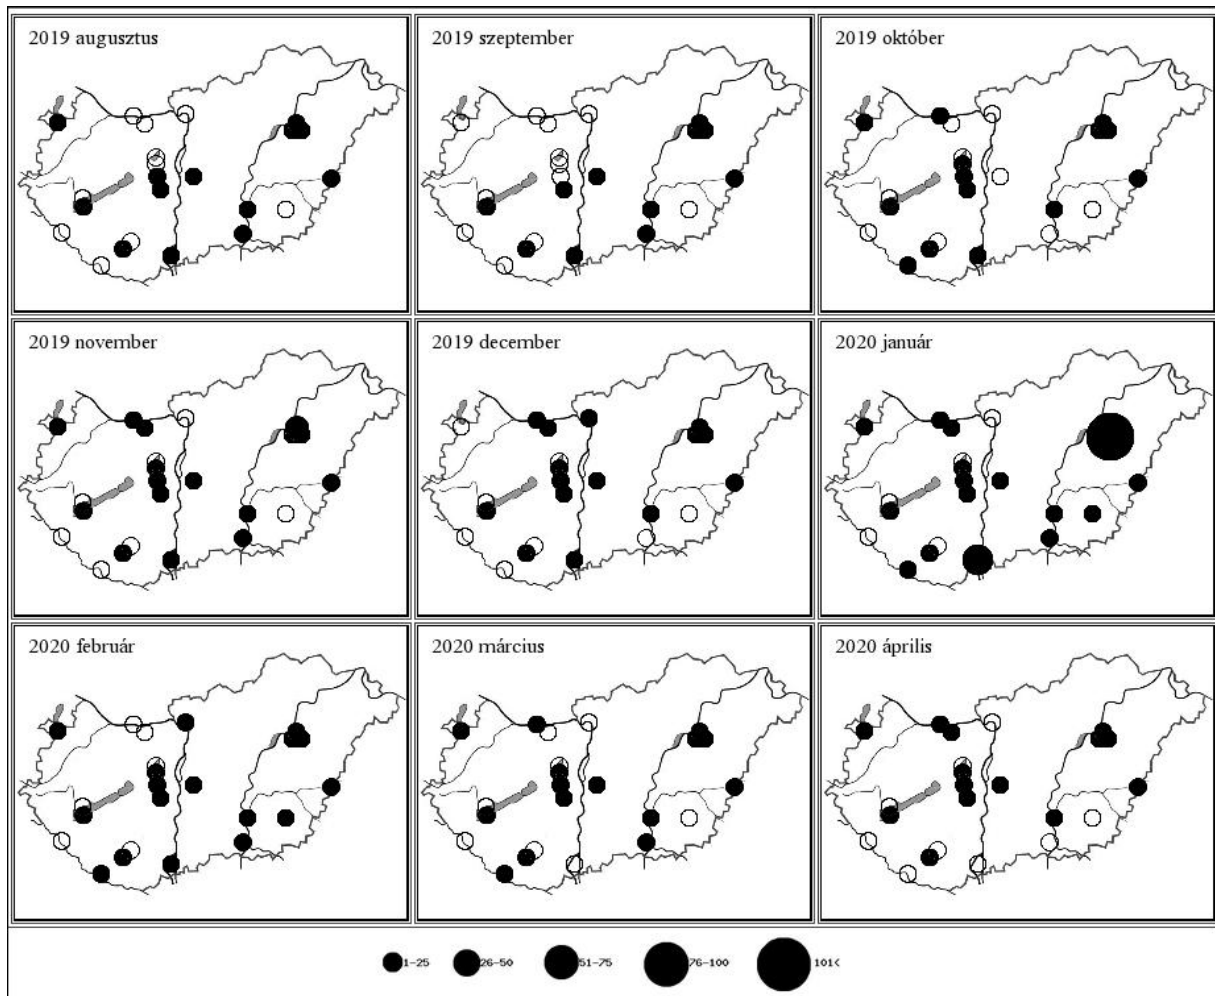 2019 augusztus
2019 szeptember
2019 október
2019 november
2019 december
2020 január
2020 február
2020 március
2020 április
1-25 26-50 51-75 76-100 101<